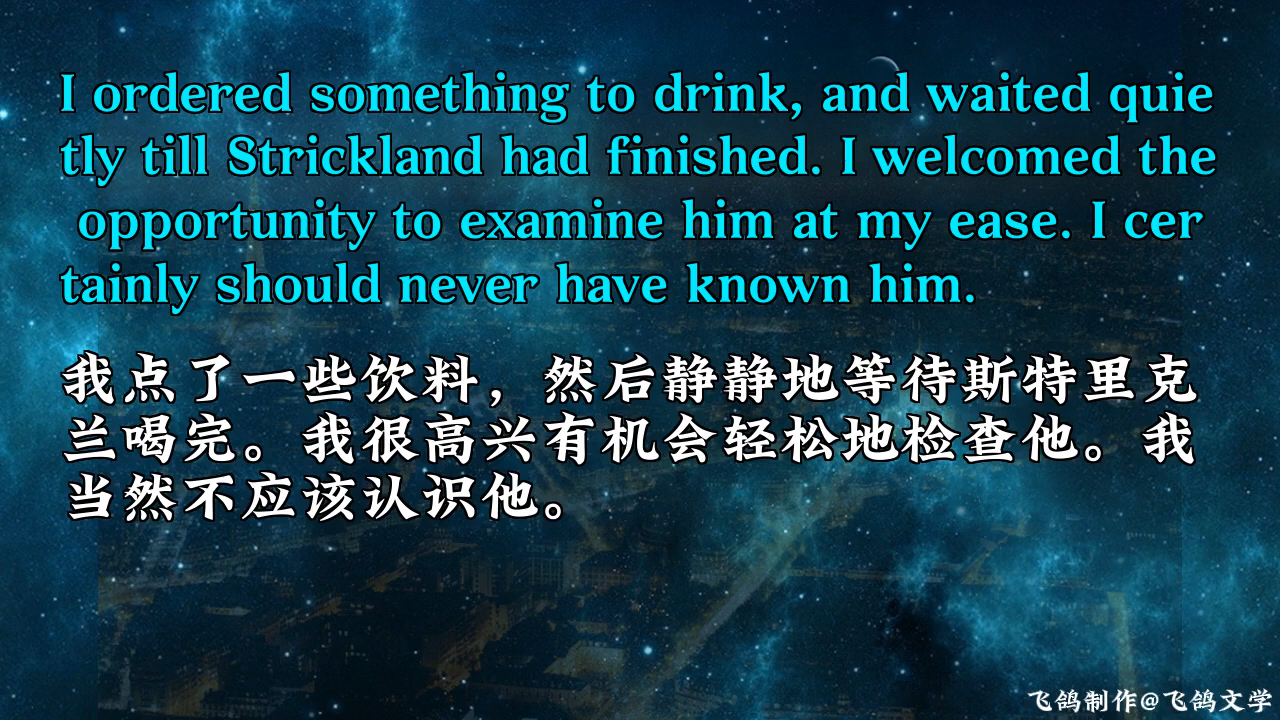 I ordered something to drink, and waited quie
tly till Strickland had finished. I welcomed the
opportunity to examine him at my ease. I cer
tainly should never have known him.
我点了一些饮料，然后静静地等待斯特里克
兰喝完。我很高兴有机会轻松地检查他。我
当然不应该认识他。
飞鸽制作@飞鸽文学